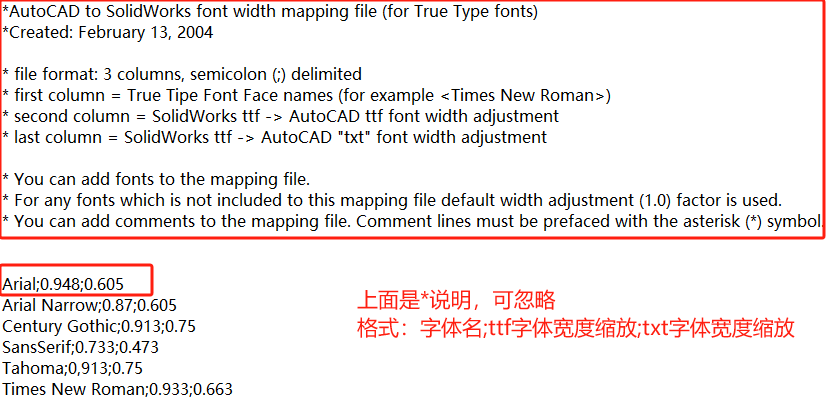 *AutoCAD to SolidWorks font width mapping file (for True Type fonts)
*Created: February 13, 2004
* file format: 3 columns, semicolon (;) delimited
* first column = True Tipe Font Face names (for example <Times New Roman>)
* second column = SolidWorks ttf -> AutoCAD ttf font width adjustment
* last column = SolidWorks ttf -> AutoCAD "txt" font width adjustment
* You can add fonts to the mapping file.
* For any fonts which is not included to this mapping file default width adjustment (1.0) factor is used.
* You can add comments to the mapping file. Comment lines must be prefaced with the asterisk (*) symbol.
Arial;0.948;0.605
Arial Narrow;0.87;0.605
Century Gothic;0.913;0.75
SansSerif;0.733;0.473
Tahoma;0,913;0.75
Times New Roman;0.933;0.663
上面是*说明，可忽略
格式：字体名;ttf字体宽度缩放;txt字体宽度缩放